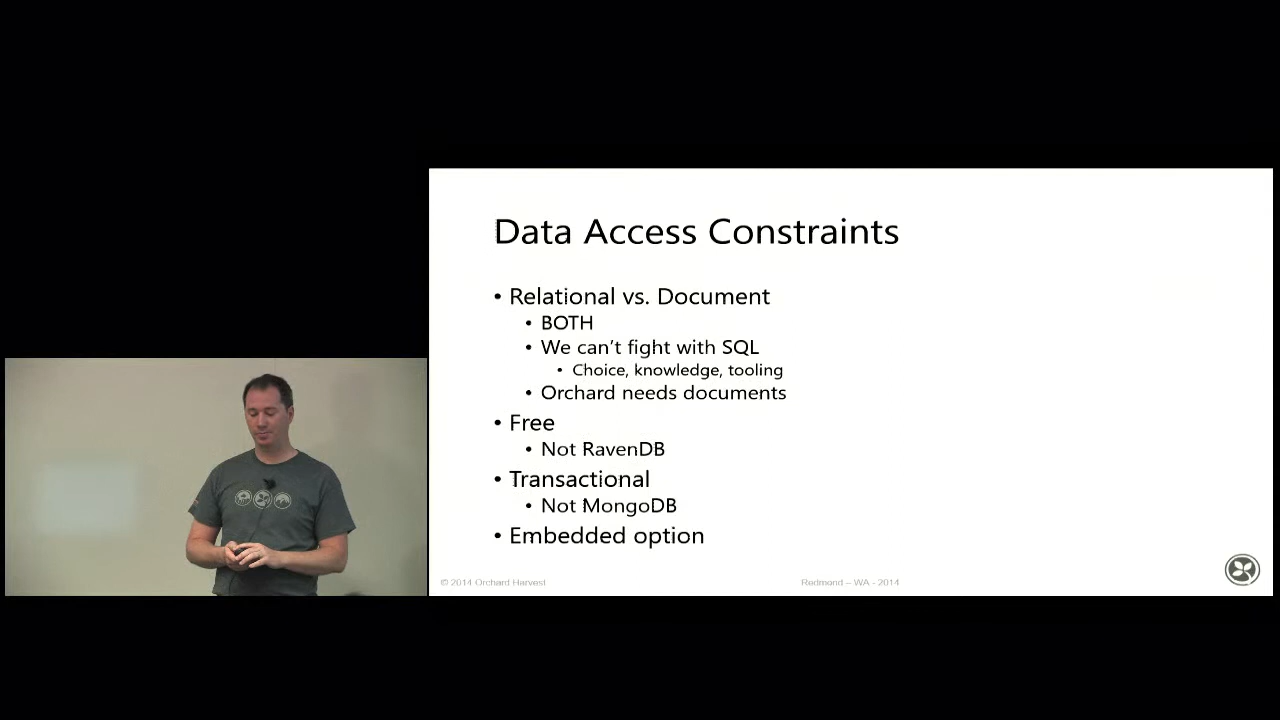 Data Access Constraints
• Relational vs. Document
• BOTH
• We can't fight with SQL
• Choice, knowledge, tooling
• Orchard needs documents
• Free
• Not RavenDB
• Transactional
• Not MongoDB
• Embedded option
© 2014 Orchard Harvest
Redmond – WA - 2014